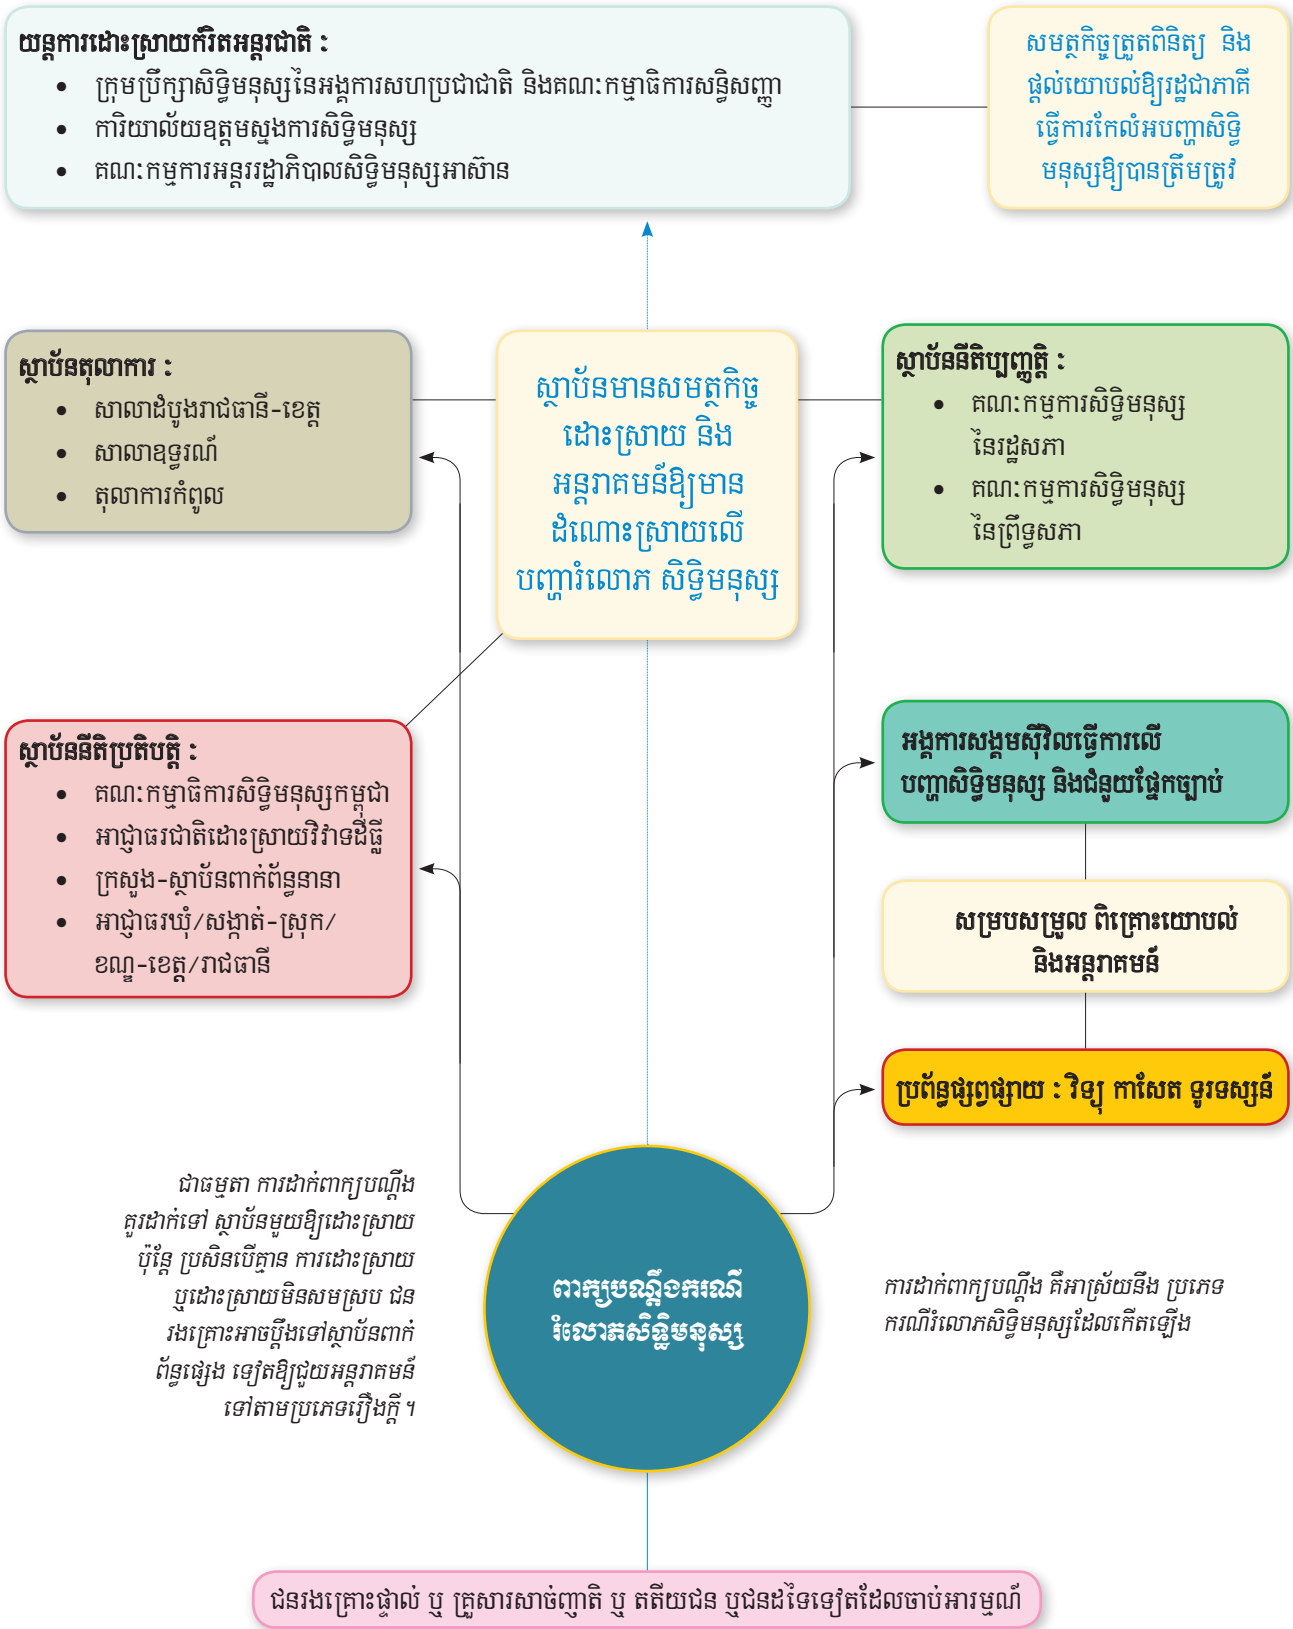 យន្តការដោះស្រាយកំរិតអន្តរជាតិ ៖
• ក្រុមប្រឹក្សាសិទ្ធិមនុស្សនៃអង្គការសហប្រជាជាតិ និងគណៈកម្មាធិការសន្ធិសញ្ញា
• ការិយាល័យឧត្តមស្នងការសិទ្ធិមនុស្ស
• គណៈកម្មការអន្តររដ្ឋាភិបាលសិទ្ធិមនុស្សអាស៊ាន
សមត្ថកិច្ចត្រួតពិនិត្យ និង
ផ្តល់យោបល់ឱ្យរដ្ឋជាភាគី
ធ្វើការកែលំអបញ្ហាសិទ្ធិ
មនុស្សឱ្យបានត្រឹមត្រូវ
ស្ថាប័នតុលាការ ៖
• សាលាដំបូងរាជធានី-ខេត្ត
• សាលាឧទ្ធរណ៍
• តុលាការកំពូល
ស្ថាប័នមានសមត្ថកិច្ច
ដោះស្រាយ និង
អន្តរាគមន៍ឱ្យមាន
ដំណោះស្រាយលើ
បញ្ហារំលោភ សិទ្ធិមនុស្ស
ស្ថាប័ននីតិប្បញ្ញត្តិ ៖
• គណៈកម្មការសិទ្ធិមនុស្ស
នៃរដ្ឋសភា
• គណៈកម្មការសិទ្ធិមនុស្ស
នៃព្រឹទ្ធសភា
ស្ថាប័ននីតិប្រតិបត្តិ ៖
• គណៈកម្មាធិការសិទ្ធិមនុស្សកម្ពុជា
• អាជ្ញាធរជាតិដោះស្រាយវិវាទដីធ្លី
• ក្រសួង-ស្ថាប័នពាក់ព័ន្ធនានា
• អាជ្ញាធរឃុំ/សង្កាត់-ស្រុក/
ខណ្ឌ-ខេត្ត/រាជធានី
អង្គការសង្គមស៊ីវិលធ្វើការលើ
បញ្ហាសិទ្ធិមនុស្ស និងជំនួយផ្នែកច្បាប់
សម្របសម្រួល ពិគ្រោះយោបល់
និងអន្តរាគមន៍
ប្រព័ន្ធផ្សព្វផ្សាយ ៖ វិទ្យុ កាសែត ទូរទស្សន៍
ជាធម្មតា ការដាក់ពាក្យបណ្តឹង
គួរដាក់ទៅ ស្ថាប័នមួយឱ្យដោះស្រាយ
ប៉ុន្តែ ប្រសិនបើគ្មាន ការដោះស្រាយ
ឬដោះស្រាយមិនសមស្រប ជន
រងគ្រោះអាចប្តឹងទៅស្ថាប័នពាក់
ព័ន្ធផ្សេង ទៀតឱ្យជួយអន្តរាគមន៍
ទៅតាមប្រភេទរឿងក្តី ។
ពាក្យបណ្តឹងករណី
រំលោភសិទ្ធិមនុស្ស
ការដាក់ពាក្យបណ្តឹង គឺអាស្រ័យនឹង ប្រភេទ
ករណីរំលោភសិទ្ធិមនុស្សដែលកើតឡើង
ជនរងគ្រោះផ្ទាល់ ឬ គ្រួសារសាច់ញាតិ ឬ តតីយជន ឬជនដទៃទៀតដែលចាប់អារម្មណ៍